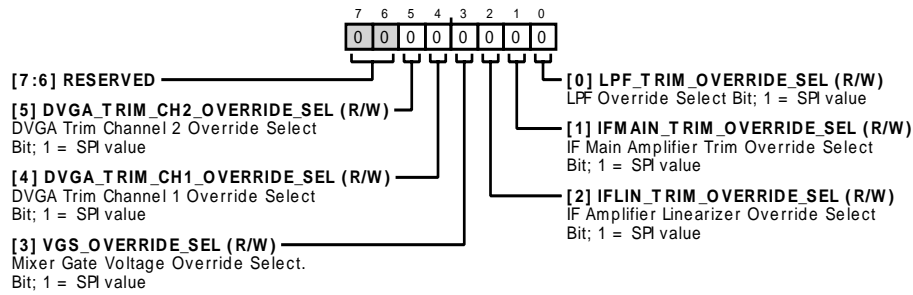 7 6 5 4 3 2 1 0
0 0 0 0 0 0 0 0
[7:6] RESERVED
[5] DVGA_TRIM_CH2_OVERRIDE_SEL (R/W)
DVGA Trim Channel 2 Override Select
Bit; 1 = SPI value
[4] DVGA_TRIM_CH1_OVERRIDE_SEL (R/W)
DVGA Trim Channel 1 Override Select
Bit; 1 = SPI value
[3] VGS_OVERRIDE_SEL (R/W)
Mixer Gate Voltage Override Select.
Bit; 1 = SPI value
[0] LPF_TRIM_OVERRIDE_SEL (R/W)
LPF Override Select Bit; 1 = SPI value
[1] IFMAIN_TRIM_OVERRIDE_SEL (R/W)
IF Main Amplifier Trim Override Select
Bit; 1 = SPI value
[2] IFLIN_TRIM_OVERRIDE_SEL (R/W)
IF Amplifier Linearizer Override Select
Bit; 1 = SPI value